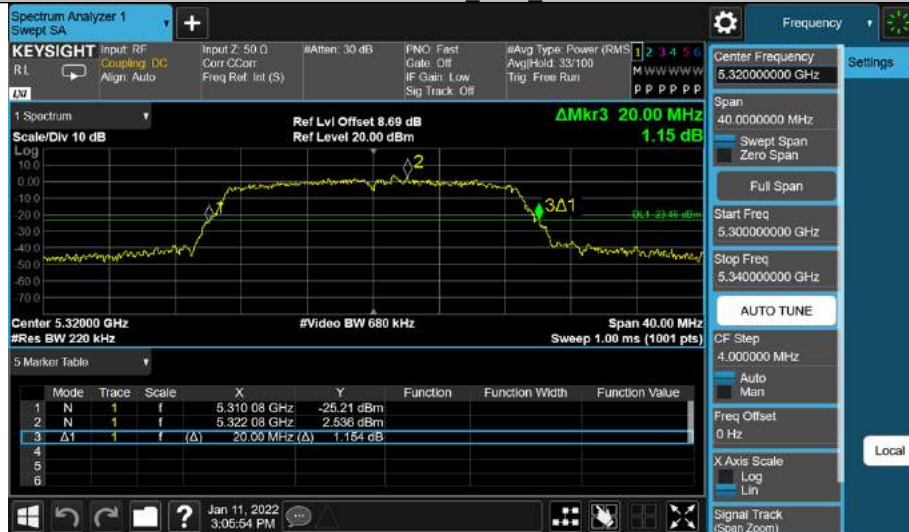 Spectrum Analyzer 1
Swept SA
+
Frequency
KEYSIGHT
RL
LXI
Input: RF
Coupling: DC
Align: Auto
Input Z: 50 Ω
Corr CCorr
Freq Ref: Int (S)
#Atten: 30 dB
PNO: Fast
Gate: Off
IF Gain: Low
Sig Track: Off
#Avg Type: Power (RMS
Avg|Hold: 33/100
Trig: Free Run
1 2 3 4 5 6
M W W W W W
P P P P P P
1 Spectrum
Scale/Div 10 dB
Ref Lvl Offset 8.69 dB
Ref Level 20.00 dBm
ΔMkr3 20.00 MHz
1.15 dB
Log
10.0
0.00
-10.0
-20.0
-30.0
-40.0
-50.0
-60.0
-70.0
2
3Δ1
DL1 -23.46 dBm
Center 5.32000 GHz
#Res BW 220 kHz
#Video BW 680 kHz
Span 40.00 MHz
Sweep 1.00 ms (1001 pts)
5 Marker Table
Mode Trace Scale X Y Function Function Width Function Value
1 N 1 f 5.310 08 GHz -25.21 dBm
2 N 1 f 5.322 08 GHz 2.536 dBm
3 Δ1 1 f (Δ) 20.00 MHz (Δ) 1.154 dB
4
5
6
Jan 11, 2022
3:05:54 PM
?
Center Frequency
5.320000000 GHz
Span
40.0000000 MHz
Swept Span
Zero Span
Full Span
Start Freq
5.300000000 GHz
Stop Freq
5.340000000 GHz
AUTO TUNE
CF Step
4.000000 MHz
Auto
Man
Freq Offset
0 Hz
X Axis Scale
Log
Lin
Signal Track
(Span Zoom)
Settings
Local